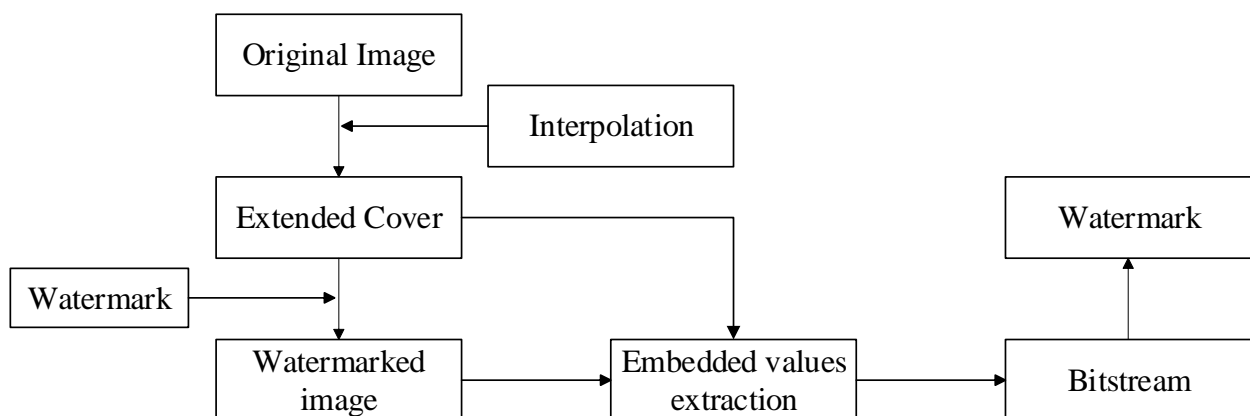 Original Image
Interpolation
Extended Cover
Watermark
Watermark
Watermarked
image
Embedded values
extraction
Bitstream